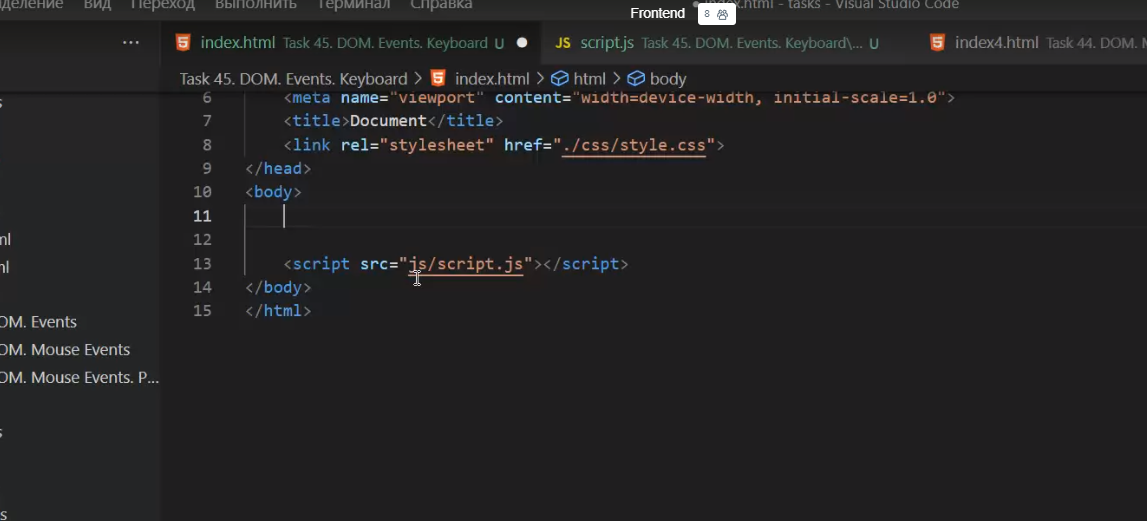 Вид Переход Выполнить Терминал Справка
index.html - tasks - Visual Studio Code
Frontend 8
··· index.html Task 45. DOM. Events. Keyboard U ● JS script.js Task 45. DOM. Events. Keyboard\... U index4.html Task 44. DOM. M
Task 45. DOM. Events. Keyboard > index.html > html > body
6 <meta name="viewport" content="width=device-width, initial-scale=1.0">
7 <title>Document</title>
8 <link rel="stylesheet" href="./css/style.css">
9 </head>
10 <body>
11
12
13 <script src="js/script.js"></script>
14 </body>
15 </html>
ml
ml
OM. Events
OM. Mouse Events
OM. Mouse Events. P...